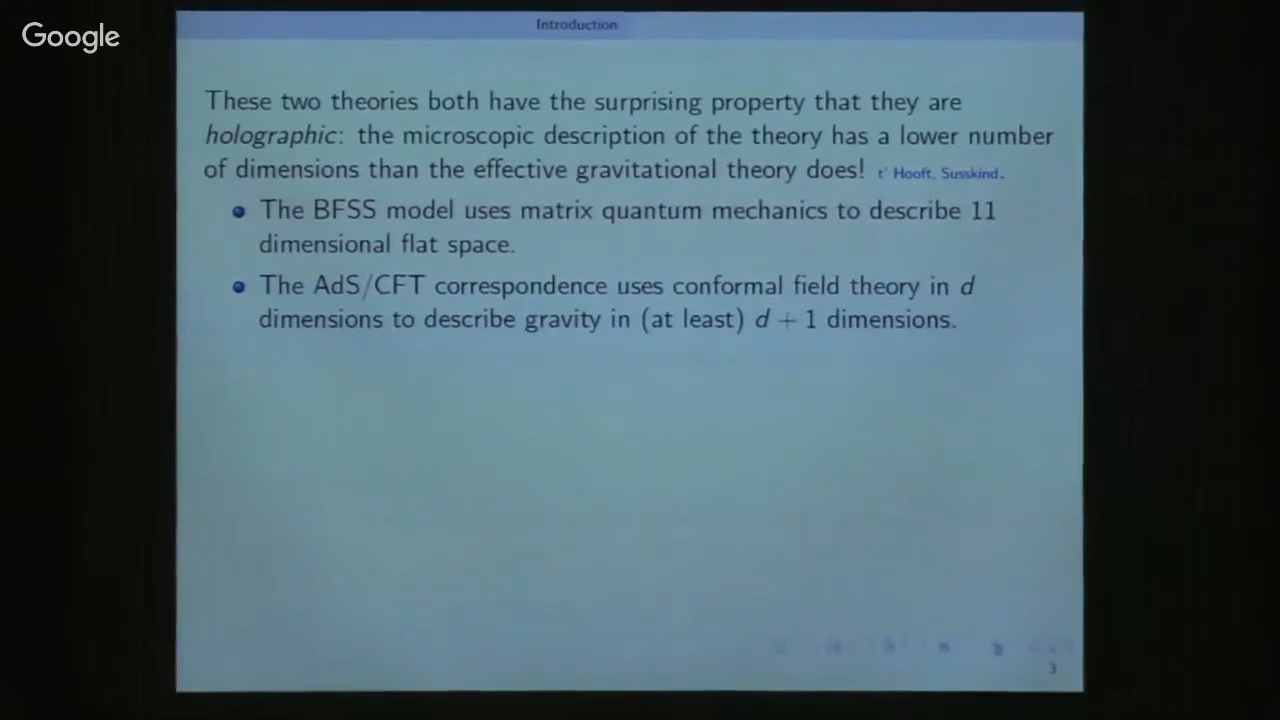 Google
Introduction
These two theories both have the surprising property that they are
holographic: the microscopic description of the theory has a lower number
of dimensions than the effective gravitational theory does! t' Hooft, Susskind.
The BFSS model uses matrix quantum mechanics to describe 11
dimensional flat space.
The AdS/CFT correspondence uses conformal field theory in d
dimensions to describe gravity in (at least) d + 1 dimensions.
3